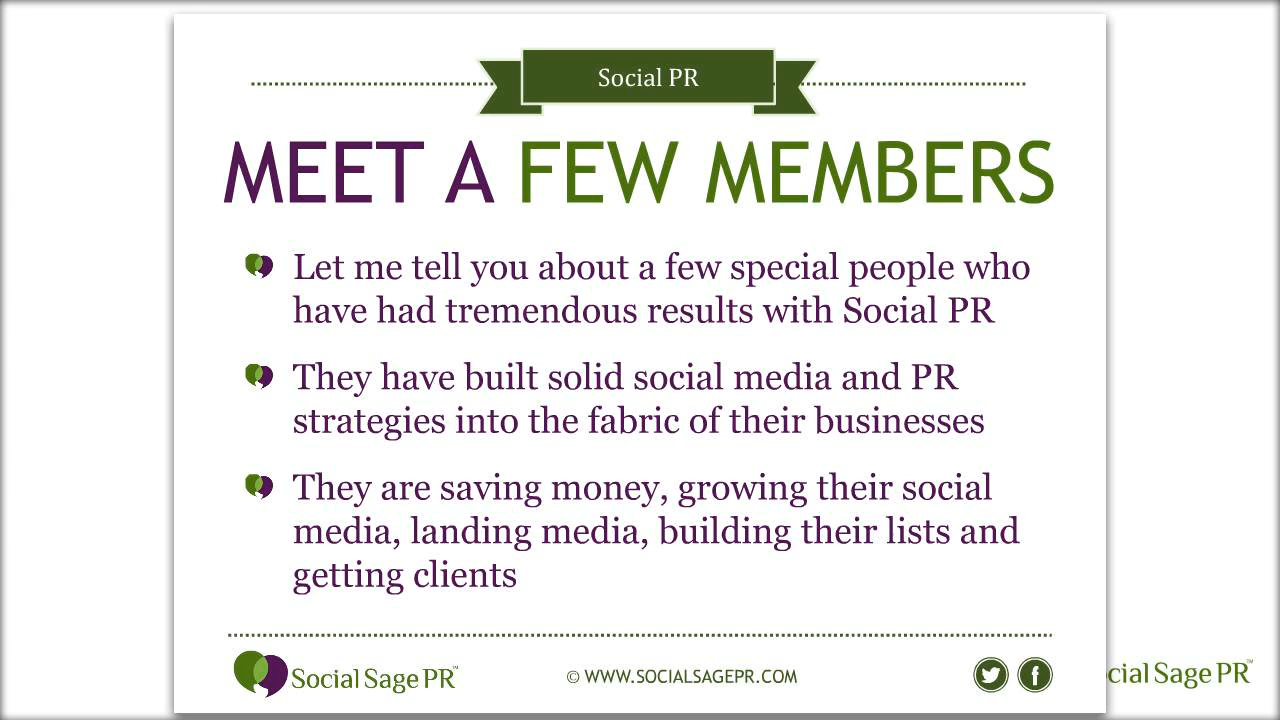 Social PR
MEET A FEW MEMBERS
Let me tell you about a few special people who
have had tremendous results with Social PR
They have built solid social media and PR
strategies into the fabric of their businesses
They are saving money, growing their social
media, landing media, building their lists and
getting clients
Social Sage PR™
© WWW.SOCIALSAGEPR.COM
cial Sage PR™